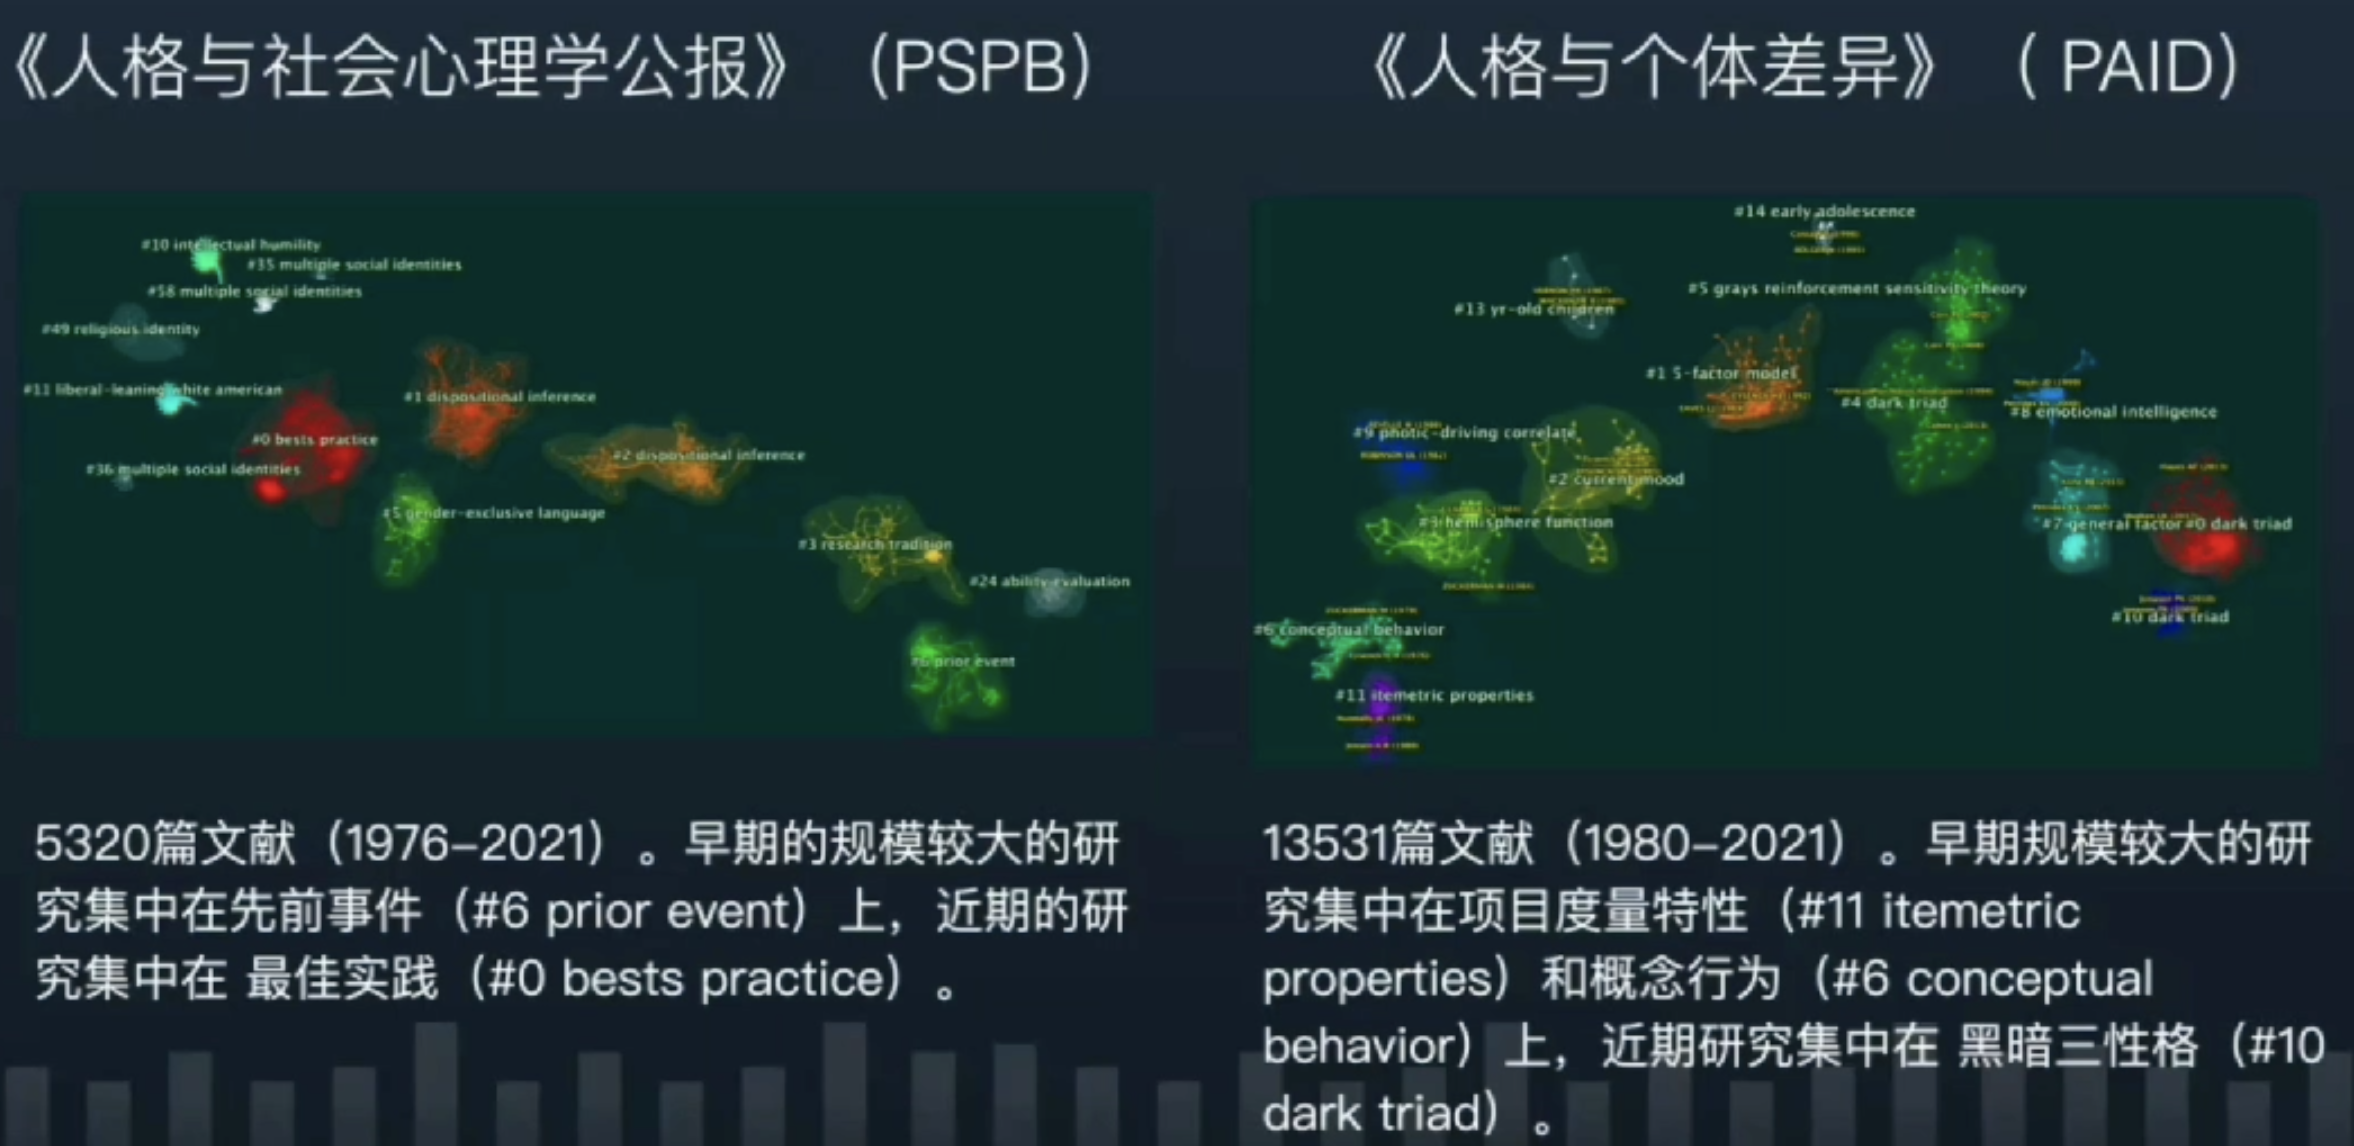 《人格与社会心理学公报》（PSPB）
#10 intellectual humility
#35 multiple social identities
#58 multiple social identities
#49 religious identity
#11 liberal-leaning white american
#1 dispositional inference
#0 bests practice
#2 dispositional inference
#36 multiple social identities
#5 gender-exclusive language
#3 research tradition
#24 ability evaluation
#6 prior event
5320篇文献（1976–2021）。早期的规模较大的研
究集中在先前事件（#6 prior event）上，近期的研
究集中在 最佳实践（#0 bests practice）。
《人格与个体差异》（ PAID）
#14 early adolescence
#5 grays reinforcement sensitivity theory
#13 yr-old children
#1 5-factor model
#4 dark triad
#8 emotional intelligence
#9 photic-driving correlate
#2 current mood
#3 hemisphere function
#7 general factor
#0 dark triad
#10 dark triad
#6 conceptual behavior
#11 itemetric properties
13531篇文献（1980–2021）。早期规模较大的研
究集中在项目度量特性（#11 itemetric
properties）和概念行为（#6 conceptual
behavior）上，近期研究集中在 黑暗三性格（#10
dark triad）。